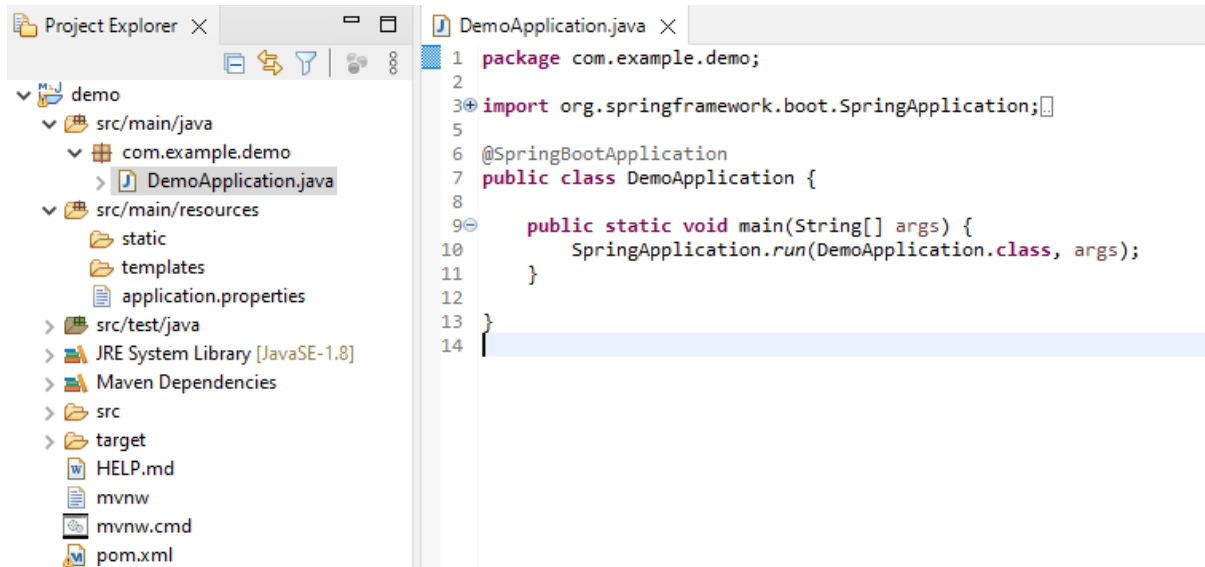 Project Explorer
demo
src/main/java
com.example.demo
DemoApplication.java
src/main/resources
static
templates
application.properties
src/test/java
JRE System Library [JavaSE-1.8]
Maven Dependencies
src
target
HELP.md
mvnw
mvnw.cmd
pom.xml
DemoApplication.java
1 package com.example.demo;
2
3 import org.springframework.boot.SpringApplication;
5
6 @SpringBootApplication
7 public class DemoApplication {
8
9 public static void main(String[] args) {
10 SpringApplication.run(DemoApplication.class, args);
11 }
12
13 }
14